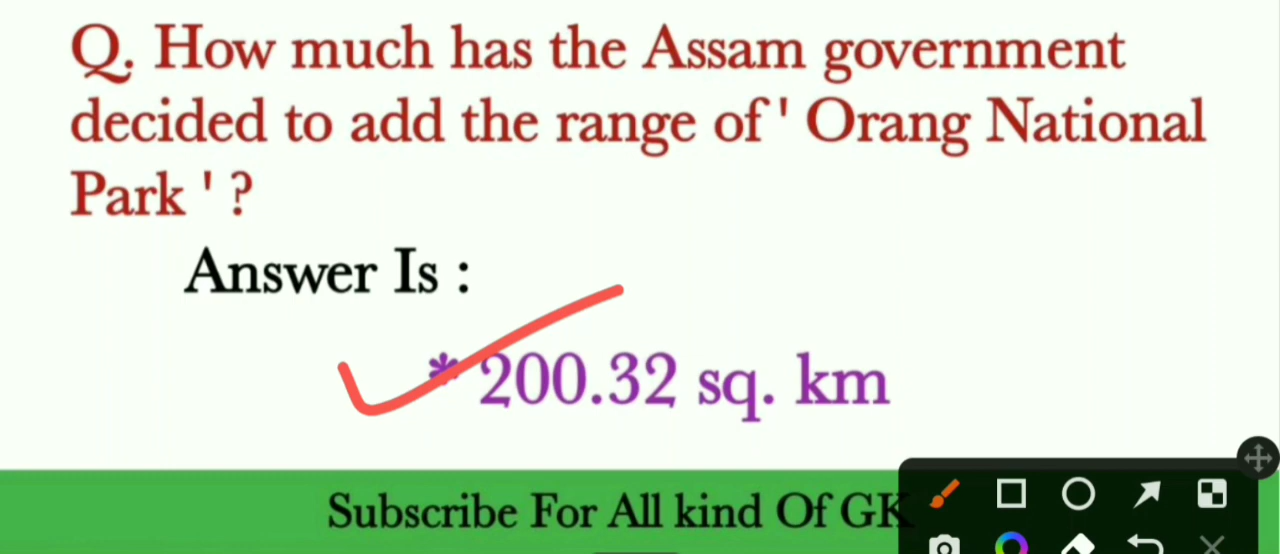 Q. How much has the Assam government
decided to add the range of ' Orang National
Park ' ?
Answer Is :
* 200.32 sq. km
Subscribe For All kind Of GK